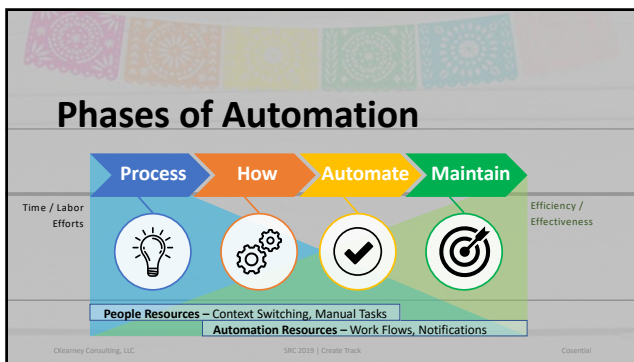 Phases of Automation
Process How Automate Maintain
Time / Labor
Efforts
Efficiency /
Effectiveness
People Resources – Context Switching, Manual Tasks
Automation Resources – Work Flows, Notifications
CKearney Consulting, LLC SRC 2019 | Create Track Cosential